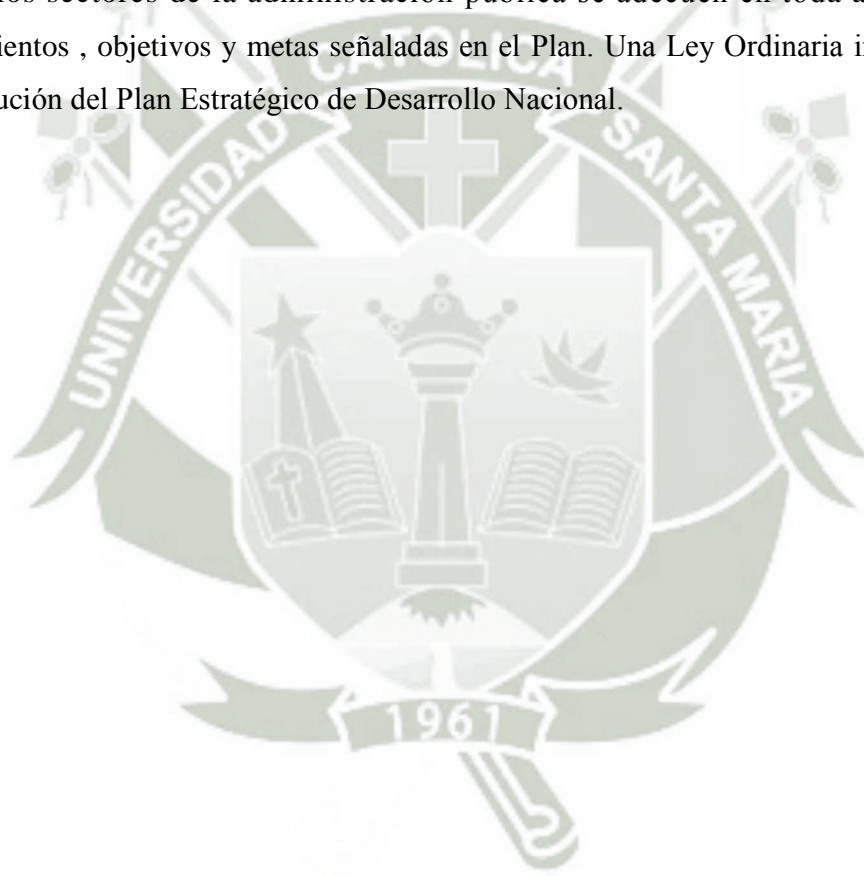 los sectores de la administración pública se adecúen en toda a
ientos , objetivos y metas señaladas en el Plan. Una Ley Ordinaria i
ución del Plan Estratégico de Desarrollo Nacional.
UNIVERSIDAD CATOLICA SANTA MARIA
1961